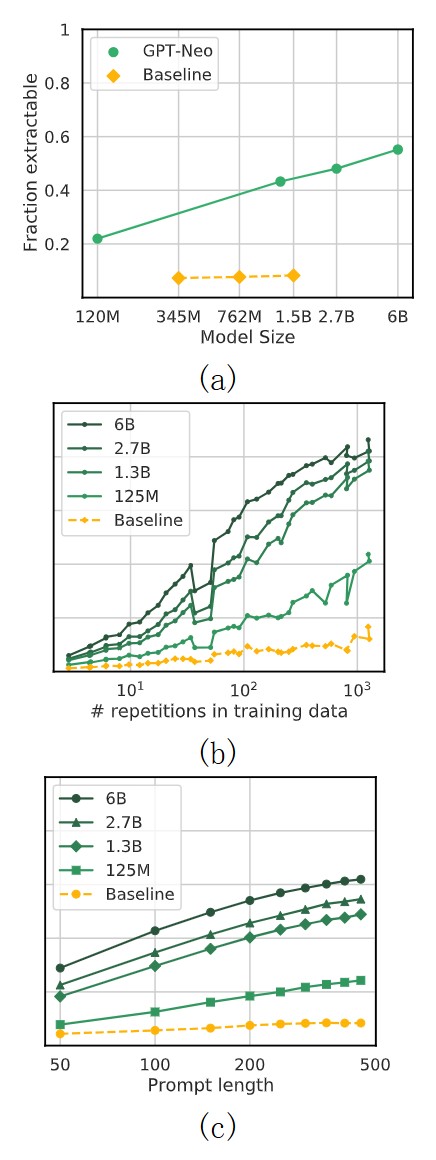 1
GPT-Neo
Baseline
0.8
0.6
0.4
0.2
Fraction extractable
120M 345M 762M 1.5B 2.7B 6B
Model Size
(a)
6B
2.7B
1.3B
125M
Baseline
10¹ 10² 10³
# repetitions in training data
(b)
6B
2.7B
1.3B
125M
Baseline
50 100 200 500
Prompt length
(c)